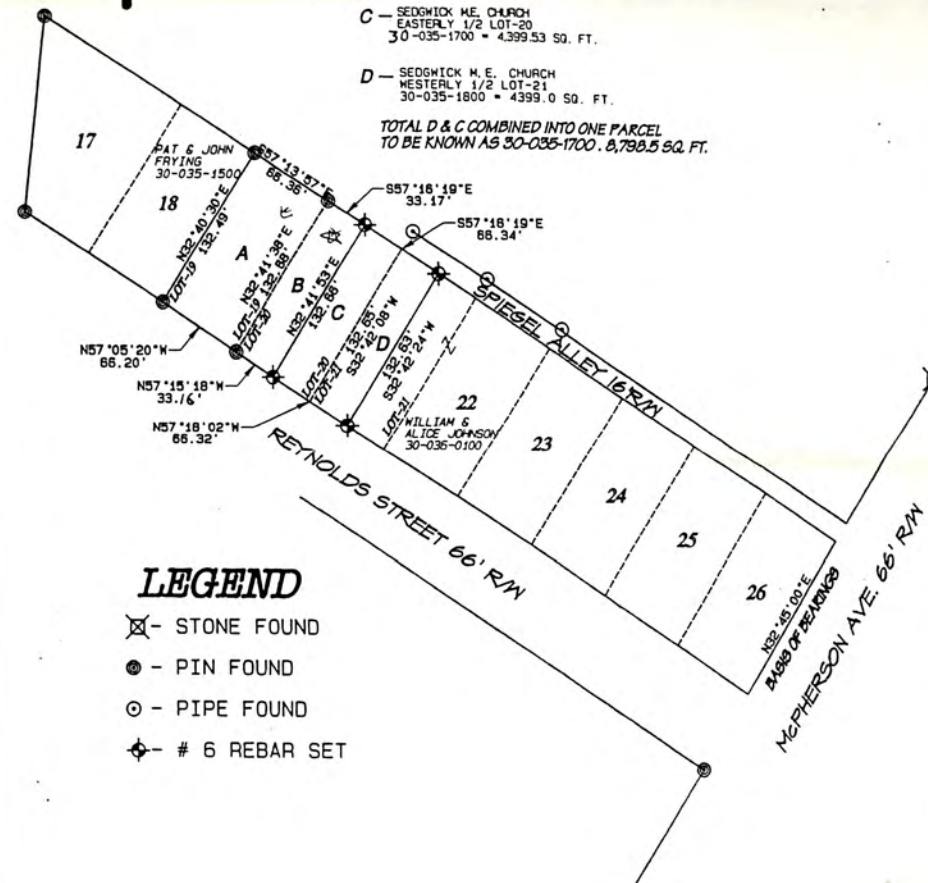 C — SEDGWICK M.E. CHURCH
EASTERLY 1/2 LOT-20
30-035-1700 = 4,399.53 SQ. FT.
D — SEDGWICK M.E. CHURCH
WESTERLY 1/2 LOT-21
30-035-1800 = 4399.0 SQ. FT.
TOTAL D & C COMBINED INTO ONE PARCEL
TO BE KNOWN AS 30-035-1700. 8,798.5 SQ. FT.
17
PAT & JOHN
FRYING
30-035-1500
18
S57°13'57"E
66.36'
S57°16'19"E
33.17'
S57°18'19"E
66.34'
N32°40'30"E
132.49'
LOT-19
A
N32°41'38"E
132.68'
LOT-19
LOT-20
B
N32°41'53"E
132.66'
C
132.65'
S32°42'08"W
LOT-20
LOT-21
D
132.63'
S32°42'24"W
LOT-21
SPIEGEL ALLEY 16 R/W
N57°05'20"W
66.20'
N57°15'18"W
33.16'
N57°18'02"W
66.32'
22
WILLIAM &
ALICE JOHNSON
30-036-0100
23
24
25
26
REYNOLDS STREET 66' R/W
N32°45'00"E
BASIS OF BEARINGS
McPHERSON AVE. 66' R/W
LEGEND
- STONE FOUND
- PIN FOUND
- PIPE FOUND
- # 6 REBAR SET